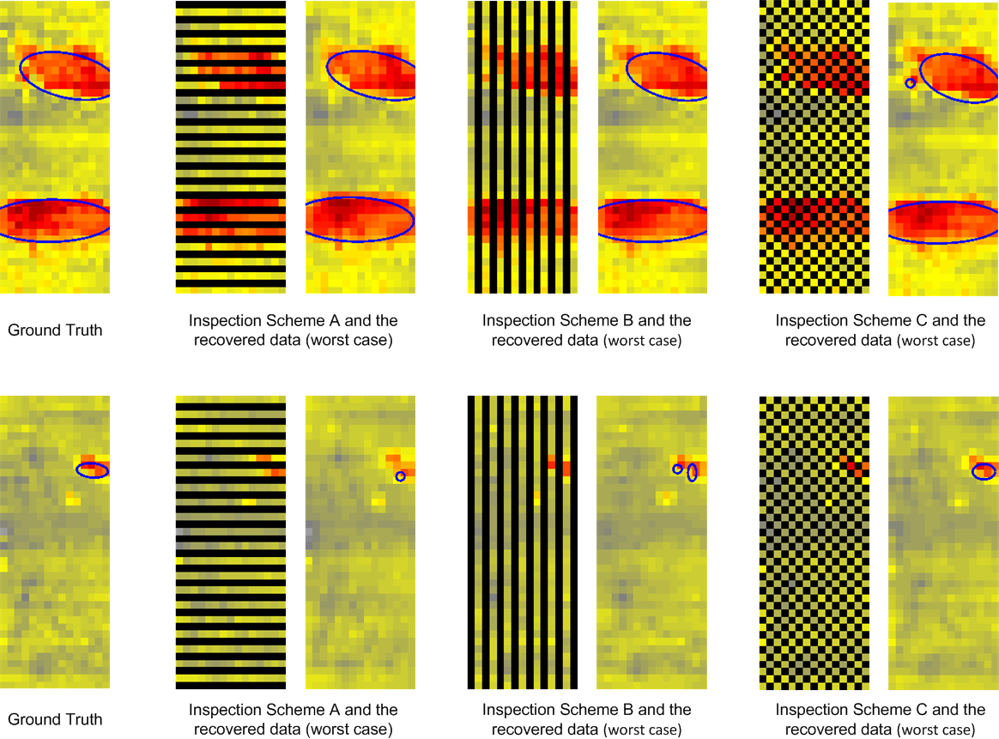 Ground Truth
Inspection Scheme A and the
recovered data (worst case)
Inspection Scheme B and the
recovered data (worst case)
Inspection Scheme C and the
recovered data (worst case)
Ground Truth
Inspection Scheme A and the
recovered data (worst case)
Inspection Scheme B and the
recovered data (worst case)
Inspection Scheme C and the
recovered data (worst case)